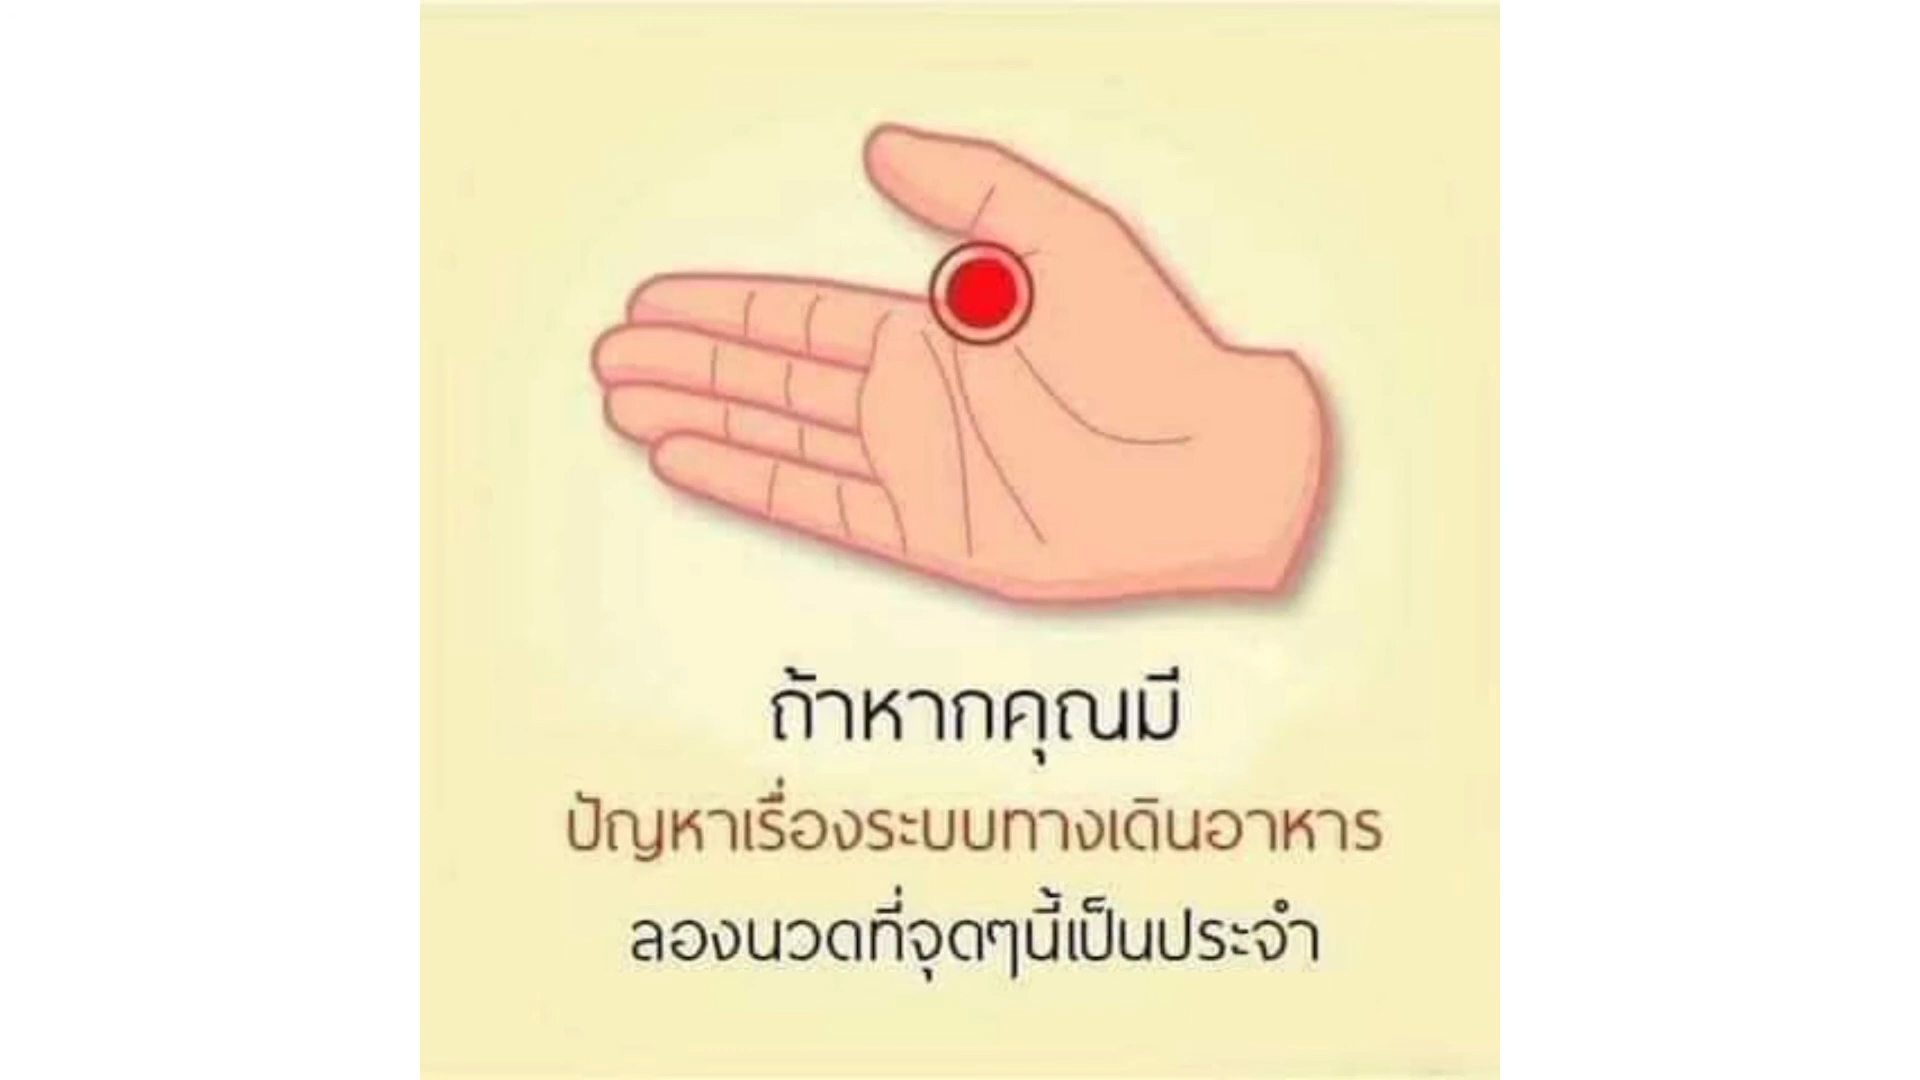 ถ้าหากคุณมี
ปัญหาเรื่องระบบทางเดินอาหาร
ลองนวดที่จุดๆนี้เป็นประจำ